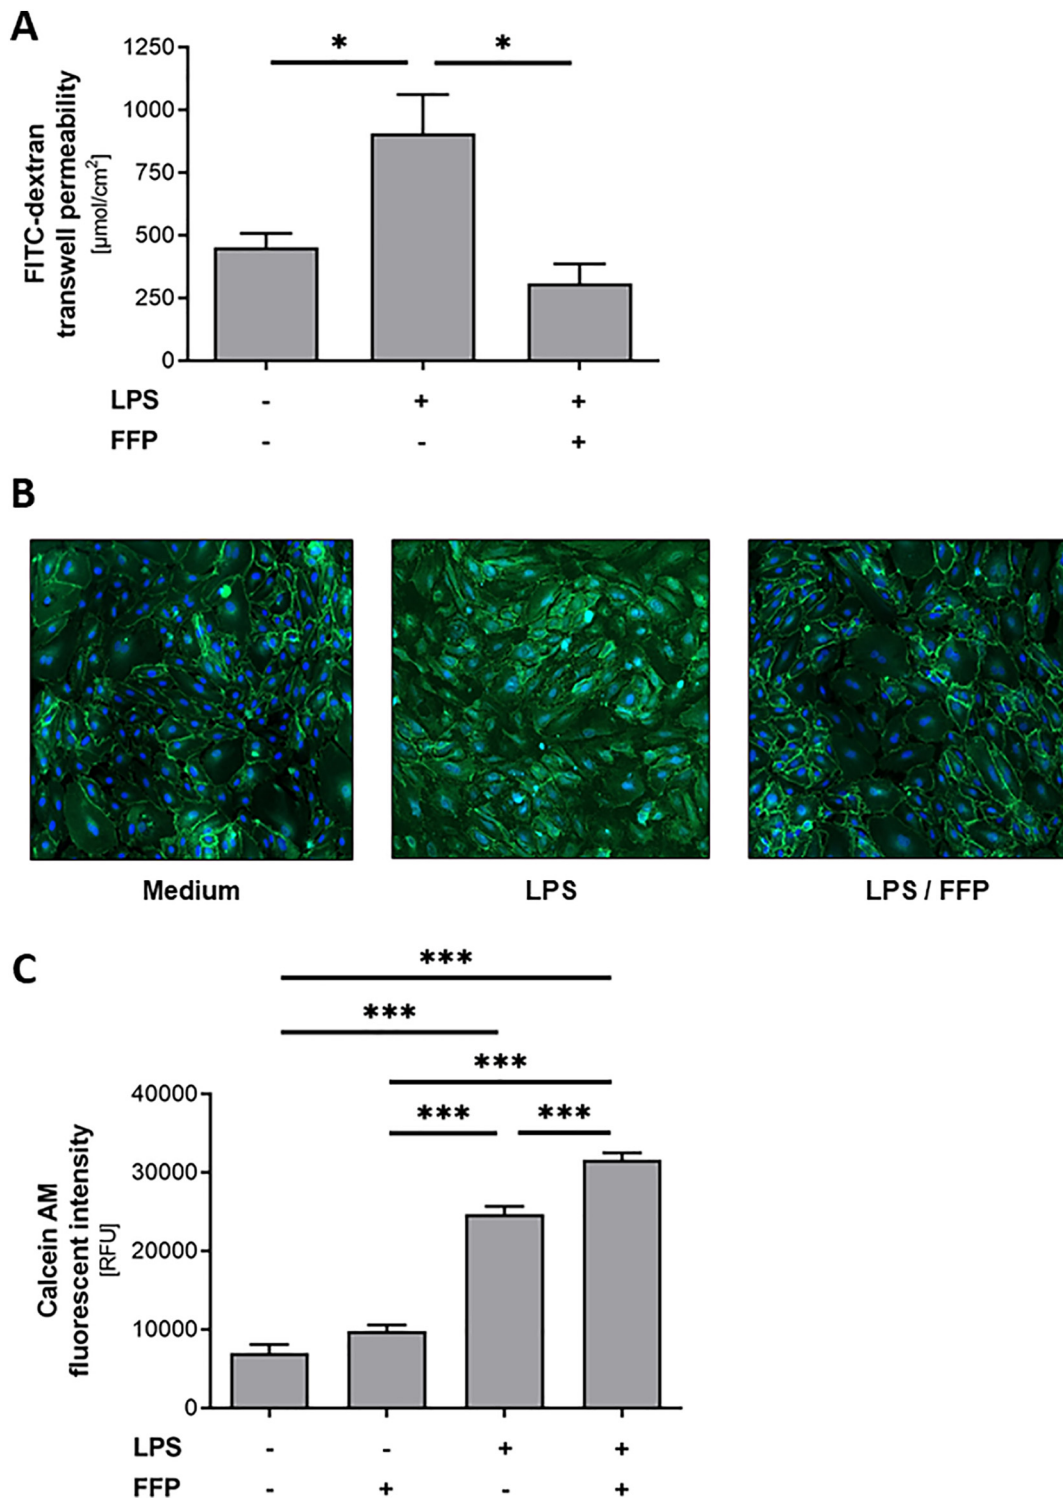 A
1250
1000
750
500
250
0
FITC-dextran
transwell permeability
[µmol/cm²]
* *
LPS - + +
FFP - - +
B
Medium LPS LPS / FFP
C
***
***
***
*** ***
40000
30000
20000
10000
0
Calcein AM
fluorescent intensity
[RFU]
LPS - - + +
FFP - + - +